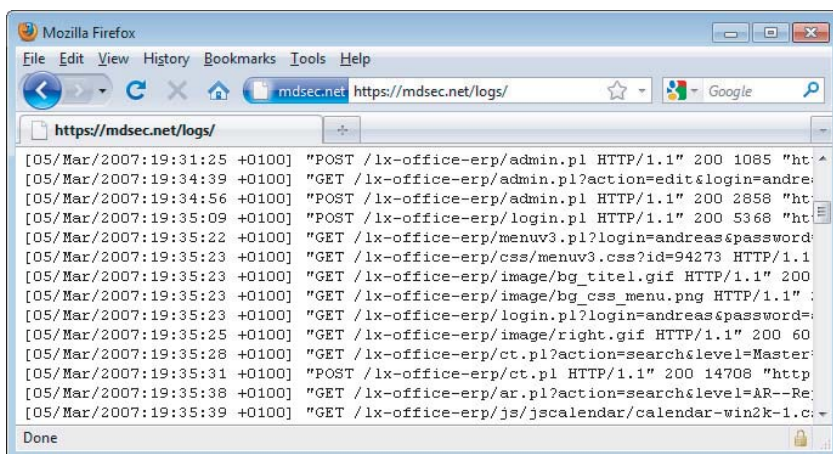 Mozilla Firefox
File Edit View History Bookmarks Tools Help
mdsec.net https://mdsec.net/logs/ Google
https://mdsec.net/logs/
[05/Mar/2007:19:31:25 +0100] "POST /lx-office-erp/admin.pl HTTP/1.1" 200 1085 "ht
[05/Mar/2007:19:34:39 +0100] "GET /lx-office-erp/admin.pl?action=edit&login=andre
[05/Mar/2007:19:34:56 +0100] "POST /lx-office-erp/admin.pl HTTP/1.1" 200 2858 "ht
[05/Mar/2007:19:35:09 +0100] "POST /lx-office-erp/login.pl HTTP/1.1" 200 5368 "ht
[05/Mar/2007:19:35:22 +0100] "GET /lx-office-erp/menuv3.pl?login=andreas&password
[05/Mar/2007:19:35:23 +0100] "GET /lx-office-erp/css/menuv3.css?id=94273 HTTP/1.1
[05/Mar/2007:19:35:23 +0100] "GET /lx-office-erp/image/bg_titel.gif HTTP/1.1" 200
[05/Mar/2007:19:35:23 +0100] "GET /lx-office-erp/image/bg_css_menu.png HTTP/1.1"
[05/Mar/2007:19:35:23 +0100] "GET /lx-office-erp/login.pl?login=andreas&password=
[05/Mar/2007:19:35:25 +0100] "GET /lx-office-erp/image/right.gif HTTP/1.1" 200 60
[05/Mar/2007:19:35:28 +0100] "GET /lx-office-erp/ct.pl?action=search&level=Master
[05/Mar/2007:19:35:31 +0100] "POST /lx-office-erp/ct.pl HTTP/1.1" 200 14708 "http
[05/Mar/2007:19:35:38 +0100] "GET /lx-office-erp/ar.pl?action=search&level=AR--Re
[05/Mar/2007:19:35:39 +0100] "GET /lx-office-erp/js/jscalendar/calendar-win2k-1.c
Done